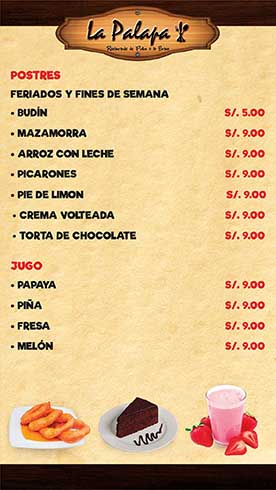 La Palapa
Restaurante de Pollos a la Brasa
POSTRES
FERIADOS Y FINES DE SEMANA
• BUDÍN S/. 5.00
• MAZAMORRA S/. 9.00
• ARROZ CON LECHE S/. 9.00
• PICARONES S/. 9.00
• PIE DE LIMON S/. 9.00
• CREMA VOLTEADA S/. 9.00
• TORTA DE CHOCOLATE S/. 9.00
JUGO
• PAPAYA S/. 9.00
• PIÑA S/. 9.00
• FRESA S/. 9.00
• MELÓN S/. 9.00